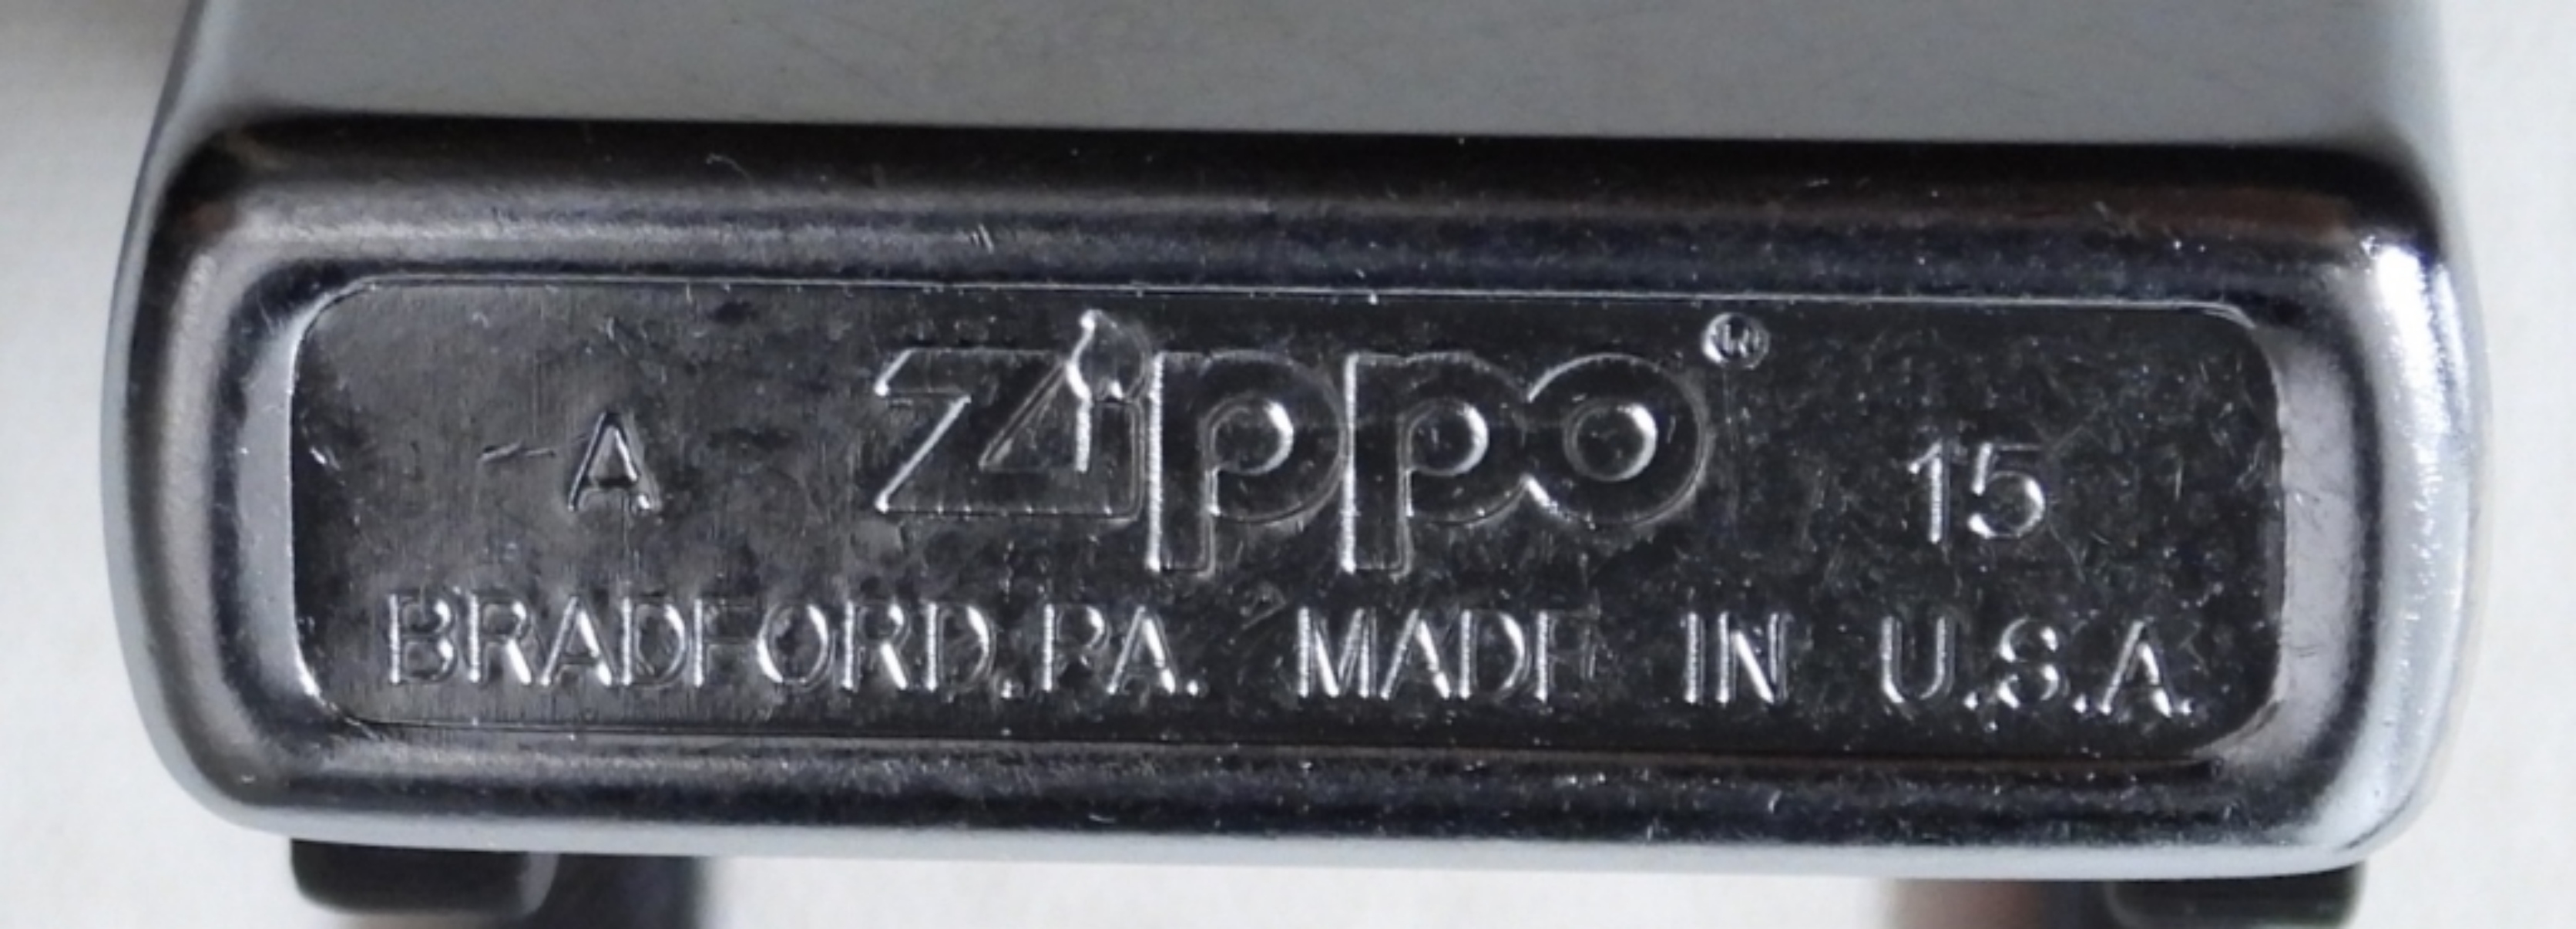 A Zippo® 15
BRADFORD,PA. MADE IN U.S.A.